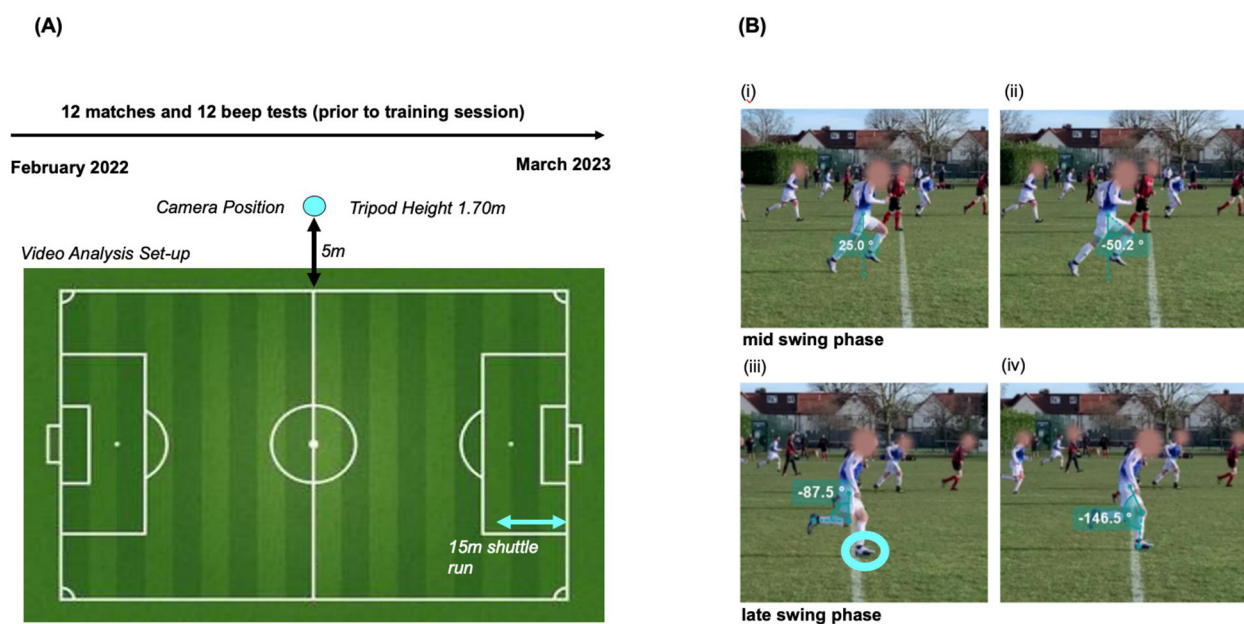 (A)
12 matches and 12 beep tests (prior to training session)
February 2022
March 2023
Camera Position
Tripod Height 1.70m
Video Analysis Set-up
5m
15m shuttle
run
(B)
(i)
(ii)
25.0 °
-50.2 °
mid swing phase
(iii)
(iv)
-87.5 °
-146.5 °
late swing phase